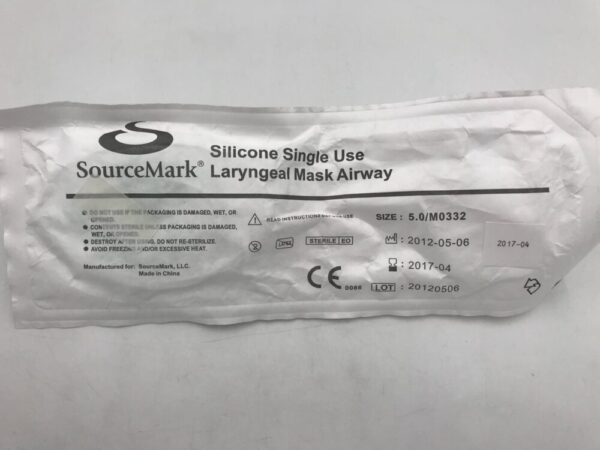 SourceMark®
Silicone Single Use
Laryngeal Mask Airway
DO NOT USE IF THE PACKAGING IS DAMAGED, WET, OR
OPENED.
CONTENTS STERILE UNLESS PACKAGING IS DAMAGED,
WET, OR OPENED.
DESTROY AFTER USING. DO NOT RE-STERILIZE.
AVOID FREEZING AND/OR EXCESSIVE HEAT.
Manufactured for: SourceMark, LLC.
Made in China
READ INSTRUCTIONS BEFORE USE
STERILE EO
CE
SIZE: 5.0/M0332
: 2012-05-06
: 2017-04
LOT: 20120506
2017-04